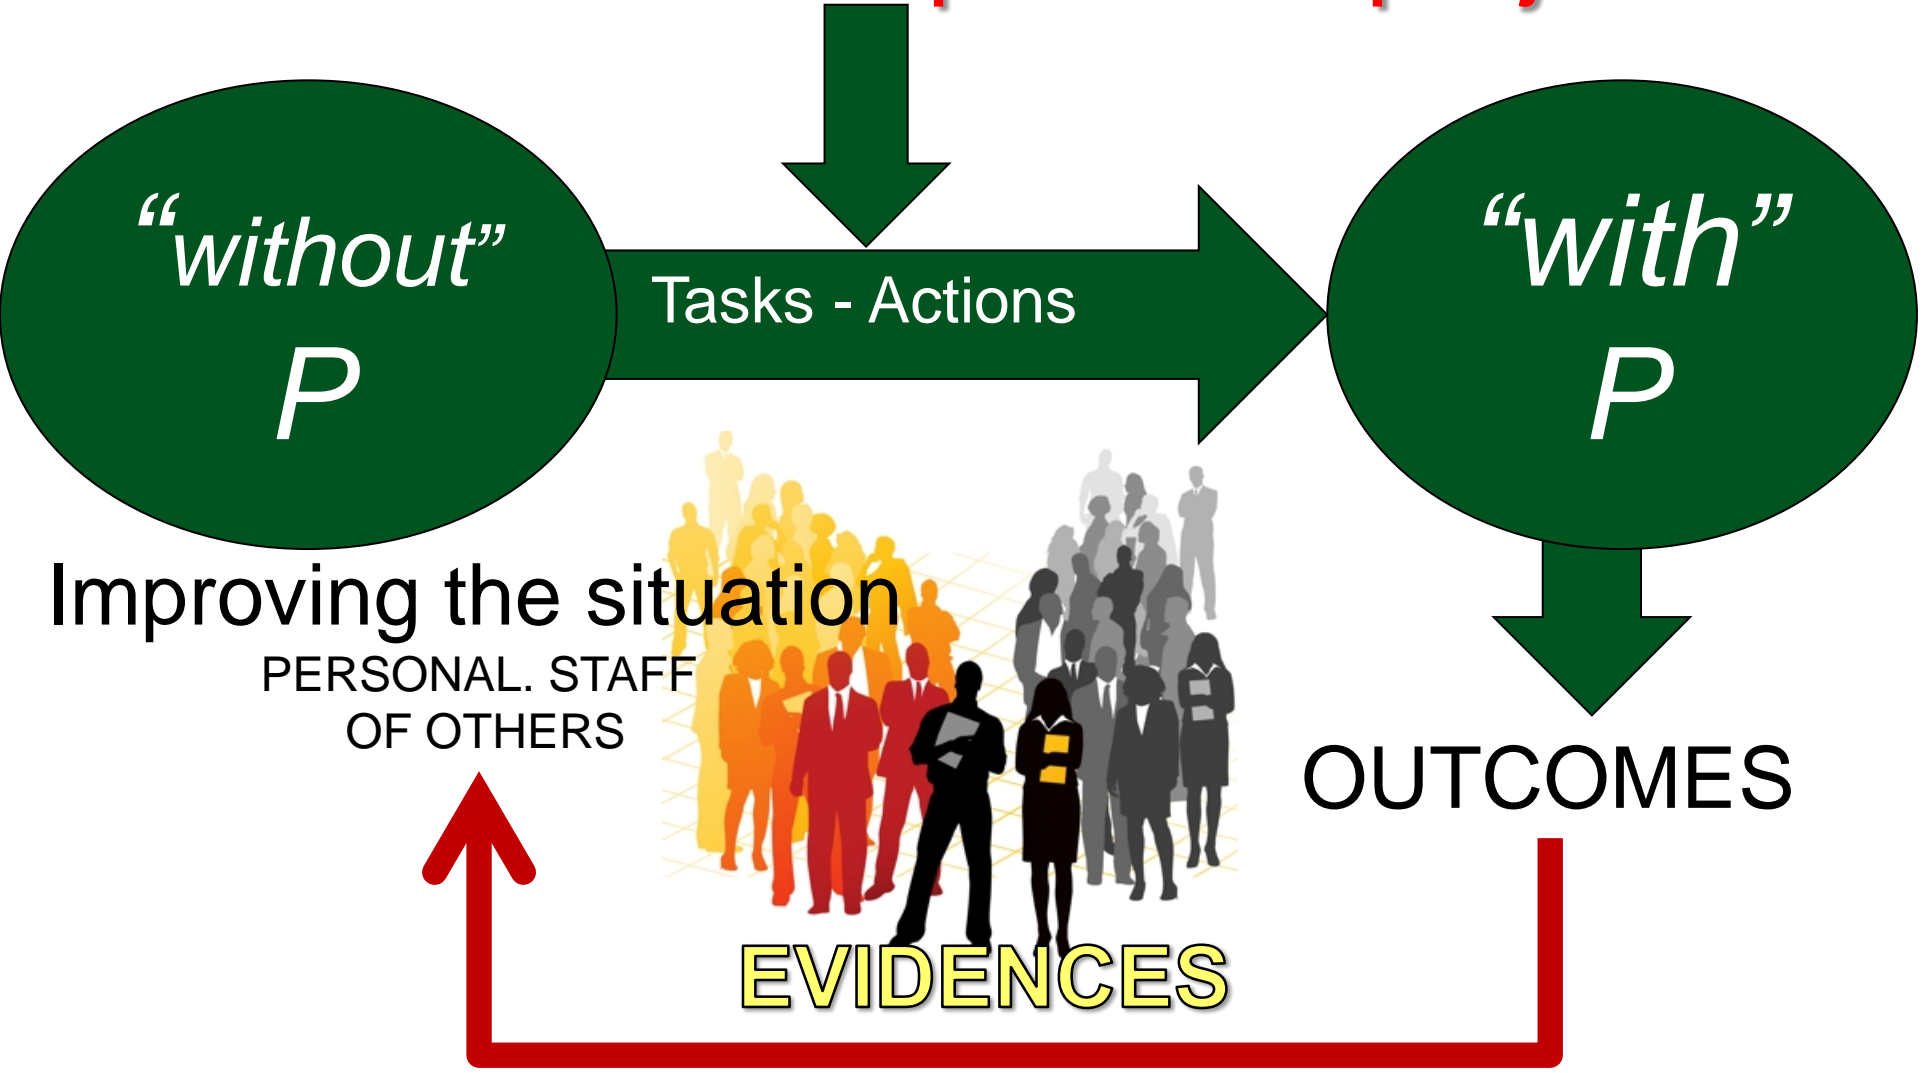 “without”
P
Tasks - Actions
“with”
P
Improving the situation
PERSONAL. STAFF
OF OTHERS
OUTCOMES
EVIDENCES